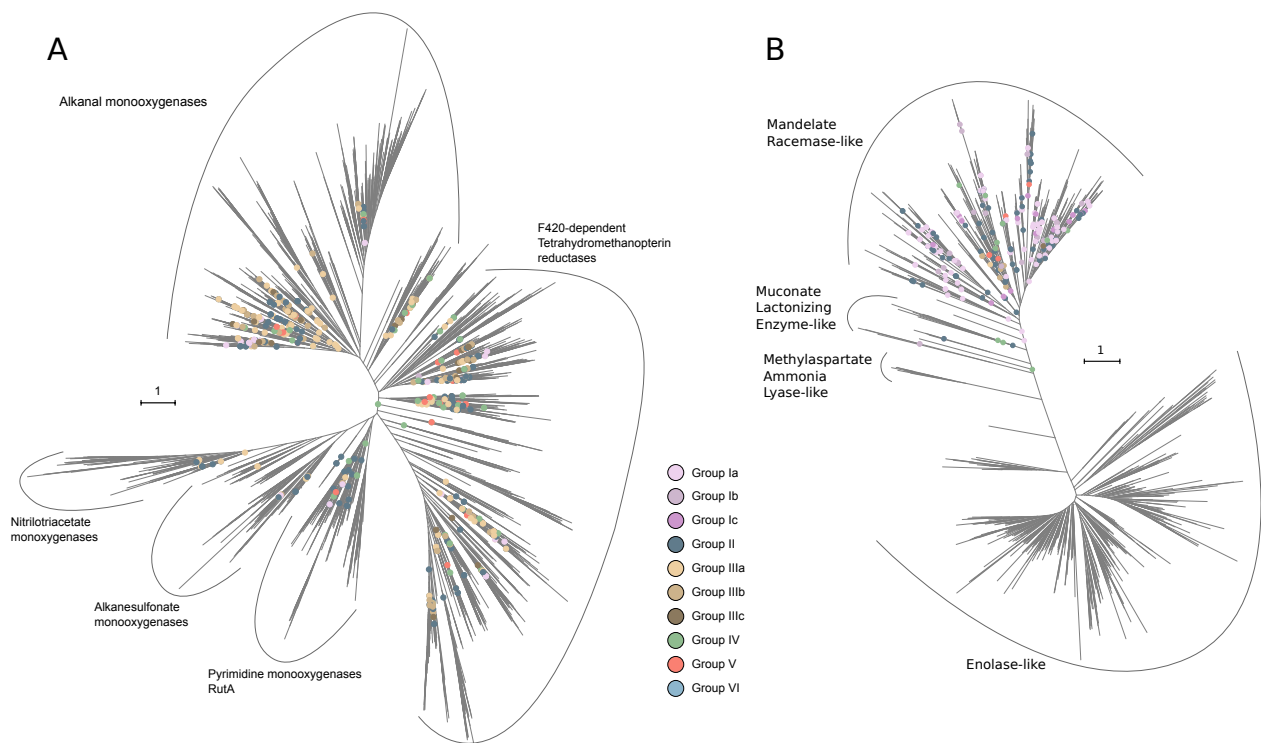 A
Alkanal monooxygenases
F420-dependent
Tetrahydromethanopterin
reductases
1
Nitrilotriacetate
monooxygenases
Alkanesulfonate
monooxygenases
Pyrimidine monooxygenases
RutA
Group Ia
Group Ib
Group Ic
Group II
Group IIIa
Group IIIb
Group IIIc
Group IV
Group V
Group VI
B
Mandelate
Racemase-like
Muconate
Lactonizing
Enzyme-like
Methylaspartate
Ammonia
Lyase-like
1
Enolase-like